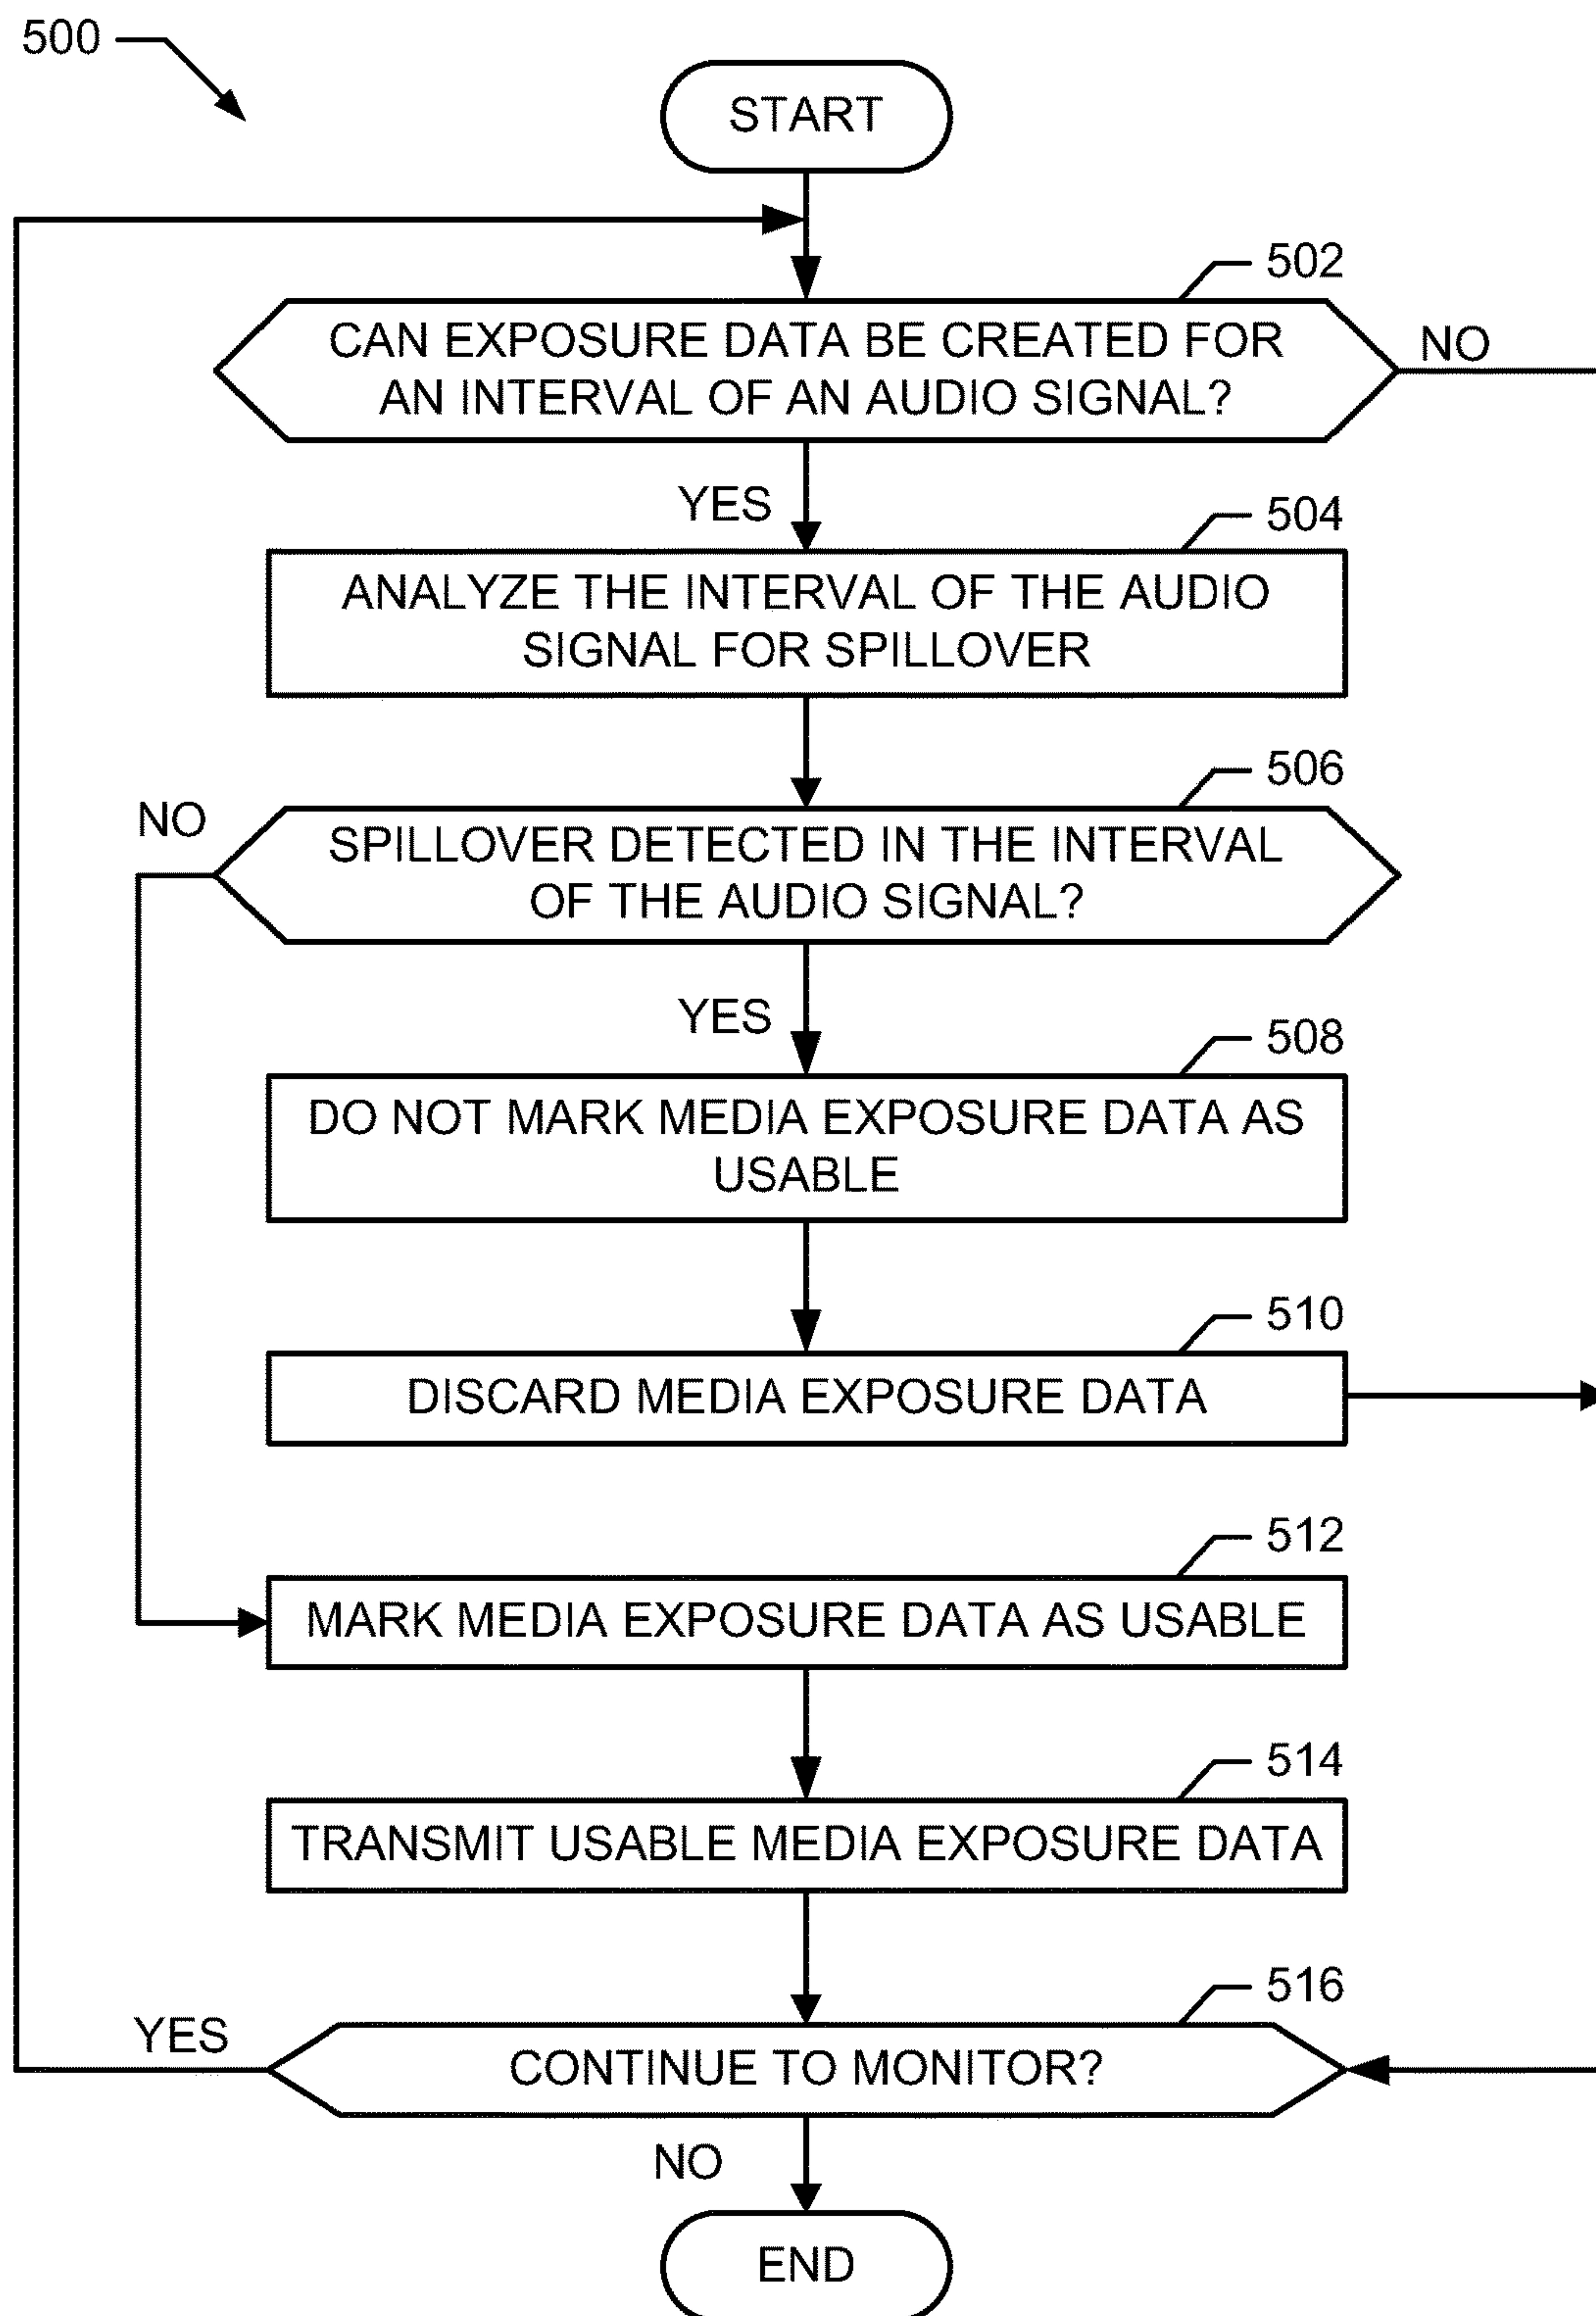 500
START
502
CAN EXPOSURE DATA BE CREATED FOR
AN INTERVAL OF AN AUDIO SIGNAL?
NO
YES
504
ANALYZE THE INTERVAL OF THE AUDIO
SIGNAL FOR SPILLOVER
506
NO
SPILLOVER DETECTED IN THE INTERVAL
OF THE AUDIO SIGNAL?
YES
508
DO NOT MARK MEDIA EXPOSURE DATA AS
USABLE
510
DISCARD MEDIA EXPOSURE DATA
512
MARK MEDIA EXPOSURE DATA AS USABLE
514
TRANSMIT USABLE MEDIA EXPOSURE DATA
516
YES
CONTINUE TO MONITOR?
NO
END